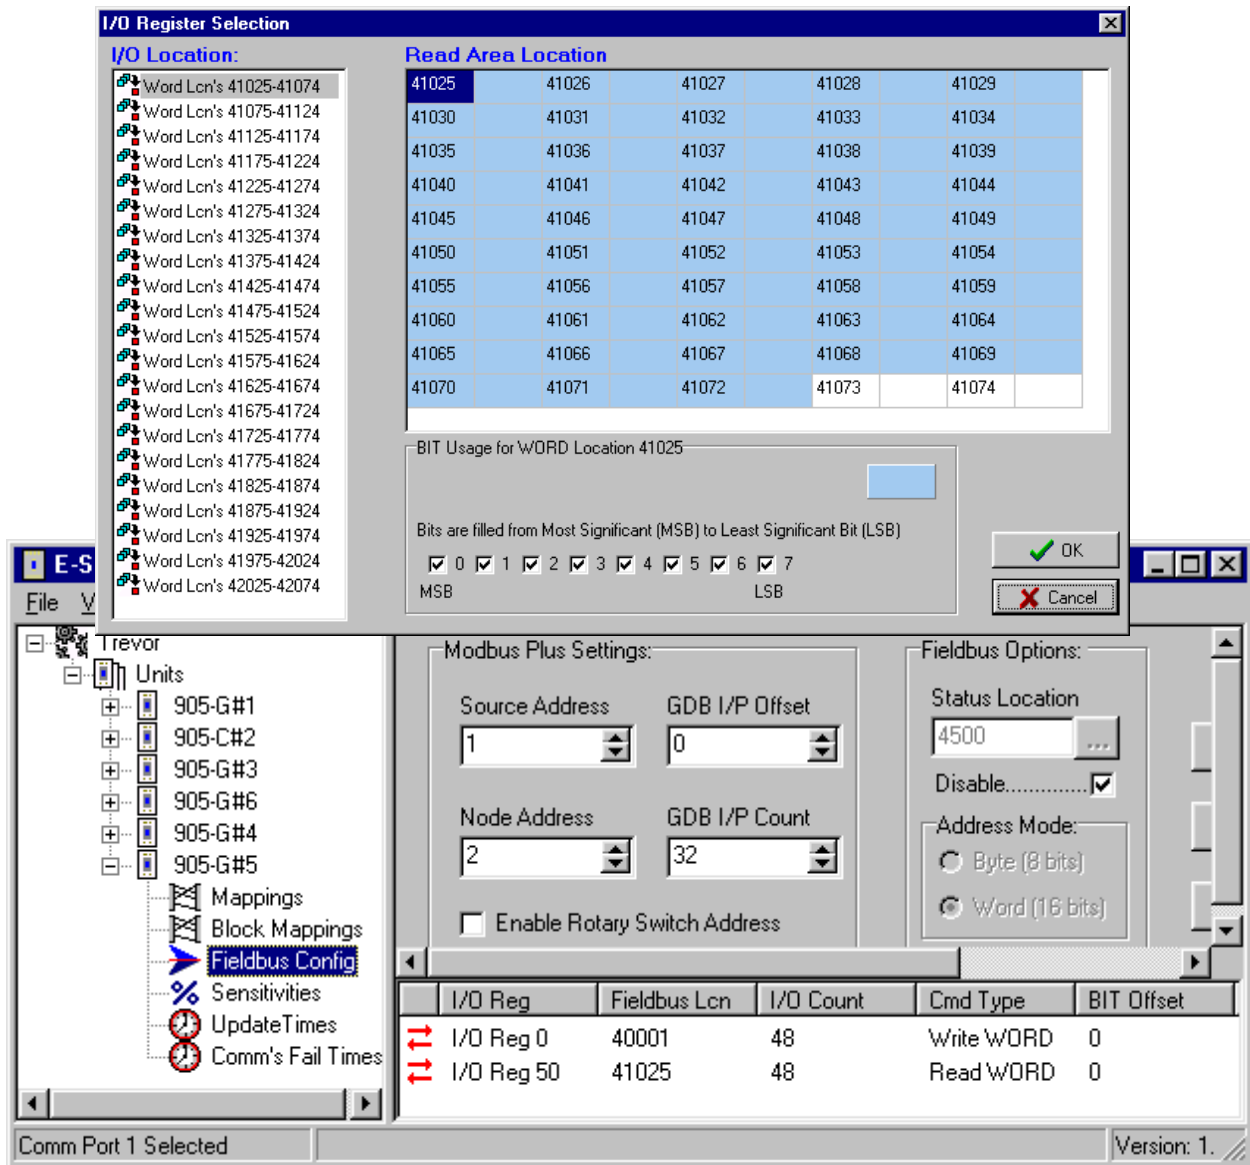 I/O Register Selection
I/O Location:
Word Lcn's 41025-41074
Word Lcn's 41075-41124
Word Lcn's 41125-41174
Word Lcn's 41175-41224
Word Lcn's 41225-41274
Word Lcn's 41275-41324
Word Lcn's 41325-41374
Word Lcn's 41375-41424
Word Lcn's 41425-41474
Word Lcn's 41475-41524
Word Lcn's 41525-41574
Word Lcn's 41575-41624
Word Lcn's 41625-41674
Word Lcn's 41675-41724
Word Lcn's 41725-41774
Word Lcn's 41775-41824
Word Lcn's 41825-41874
Word Lcn's 41875-41924
Word Lcn's 41925-41974
Word Lcn's 41975-42024
Word Lcn's 42025-42074
Read Area Location
41025 41026 41027 41028 41029
41030 41031 41032 41033 41034
41035 41036 41037 41038 41039
41040 41041 41042 41043 41044
41045 41046 41047 41048 41049
41050 41051 41052 41053 41054
41055 41056 41057 41058 41059
41060 41061 41062 41063 41064
41065 41066 41067 41068 41069
41070 41071 41072 41073 41074
BIT Usage for WORD Location 41025
Bits are filled from Most Significant (MSB) to Least Significant Bit (LSB)
0 1 2 3 4 5 6 7
MSB LSB
OK
Cancel
E-S
File V
Trevor
Units
905-G#1
905-C#2
905-G#3
905-G#6
905-G#4
905-G#5
Mappings
Block Mappings
Fieldbus Config
Sensitivities
UpdateTimes
Comm's Fail Times
Modbus Plus Settings:
Source Address GDB I/P Offset
1 0
Node Address GDB I/P Count
2 32
Enable Rotary Switch Address
Fieldbus Options:
Status Location
4500 ...
Disable..............
Address Mode:
Byte (8 bits)
Word (16 bits)
I/O Reg Fieldbus Lcn I/O Count Cmd Type BIT Offset
I/O Reg 0 40001 48 Write WORD 0
I/O Reg 50 41025 48 Read WORD 0
Comm Port 1 Selected
Version: 1.